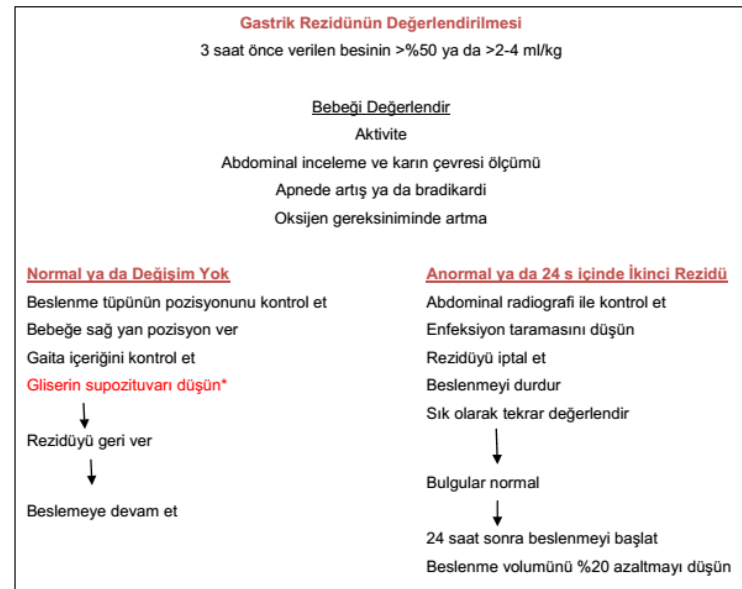 Gastrik Rezidünün Değerlendirilmesi
3 saat önce verilen besinin >%50 ya da >2-4 ml/kg
Bebeği Değerlendir
Aktivite
Abdominal inceleme ve karın çevresi ölçümü
Apnede artış ya da bradikardi
Oksijen gereksiniminde artma
Normal ya da Değişim Yok
Beslenme tüpünün pozisyonunu kontrol et
Bebeğe sağ yan pozisyon ver
Gaita içeriğini kontrol et
Gliserin supozituvarı düşün*
Rezidüyü geri ver
Beslemeye devam et
Anormal ya da 24 s içinde İkinci Rezidü
Abdominal radiografi ile kontrol et
Enfeksiyon taramasını düşün
Rezidüyü iptal et
Beslenmeyi durdur
Sık olarak tekrar değerlendir
Bulgular normal
24 saat sonra beslenmeyi başlat
Beslenme volumünü %20 azaltmayı düşün